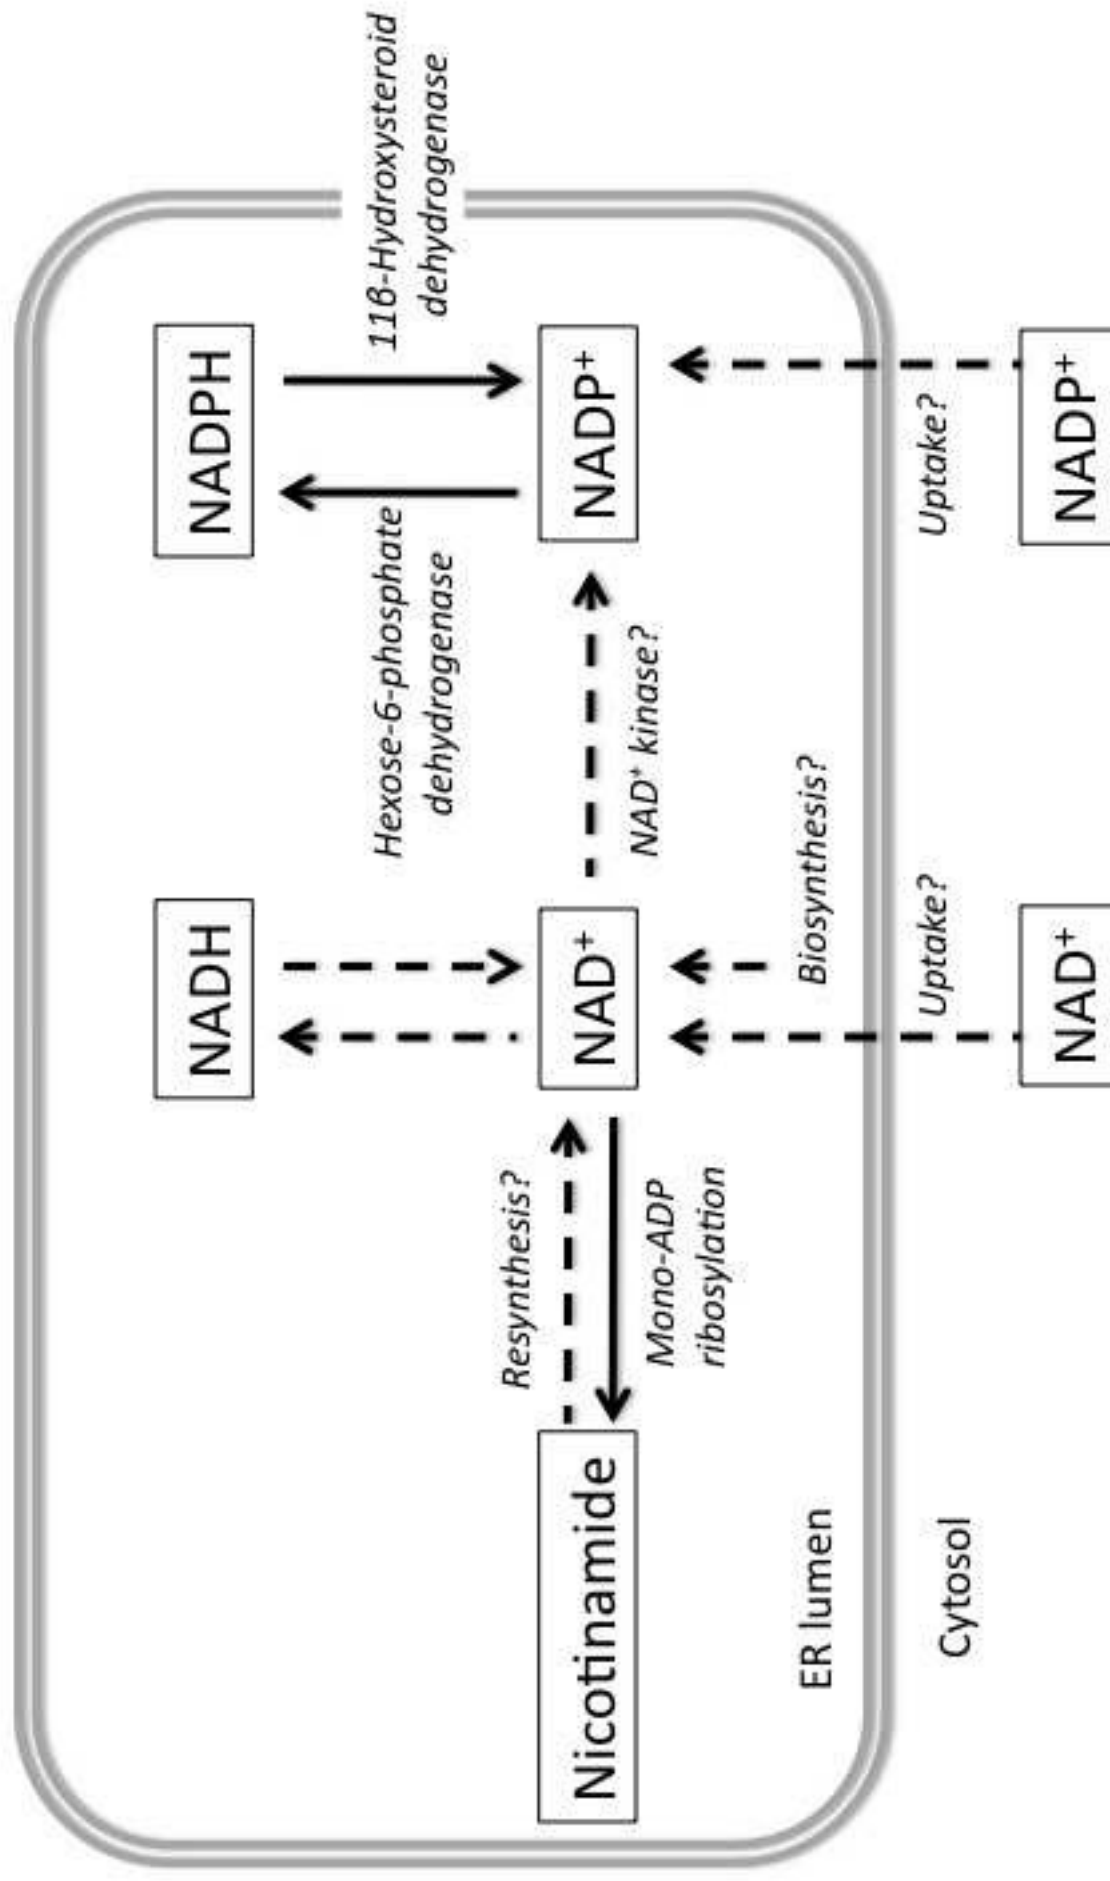 NADH
NADPH
Hexose-6-phosphate
dehydrogenase
11β-Hydroxysteroid
dehydrogenase
Resynthesis?
Nicotinamide
NAD⁺
NADP⁺
Mono-ADP
ribosylation
NAD⁺ kinase?
Biosynthesis?
ER lumen
Uptake?
Uptake?
Cytosol
NAD⁺
NADP⁺